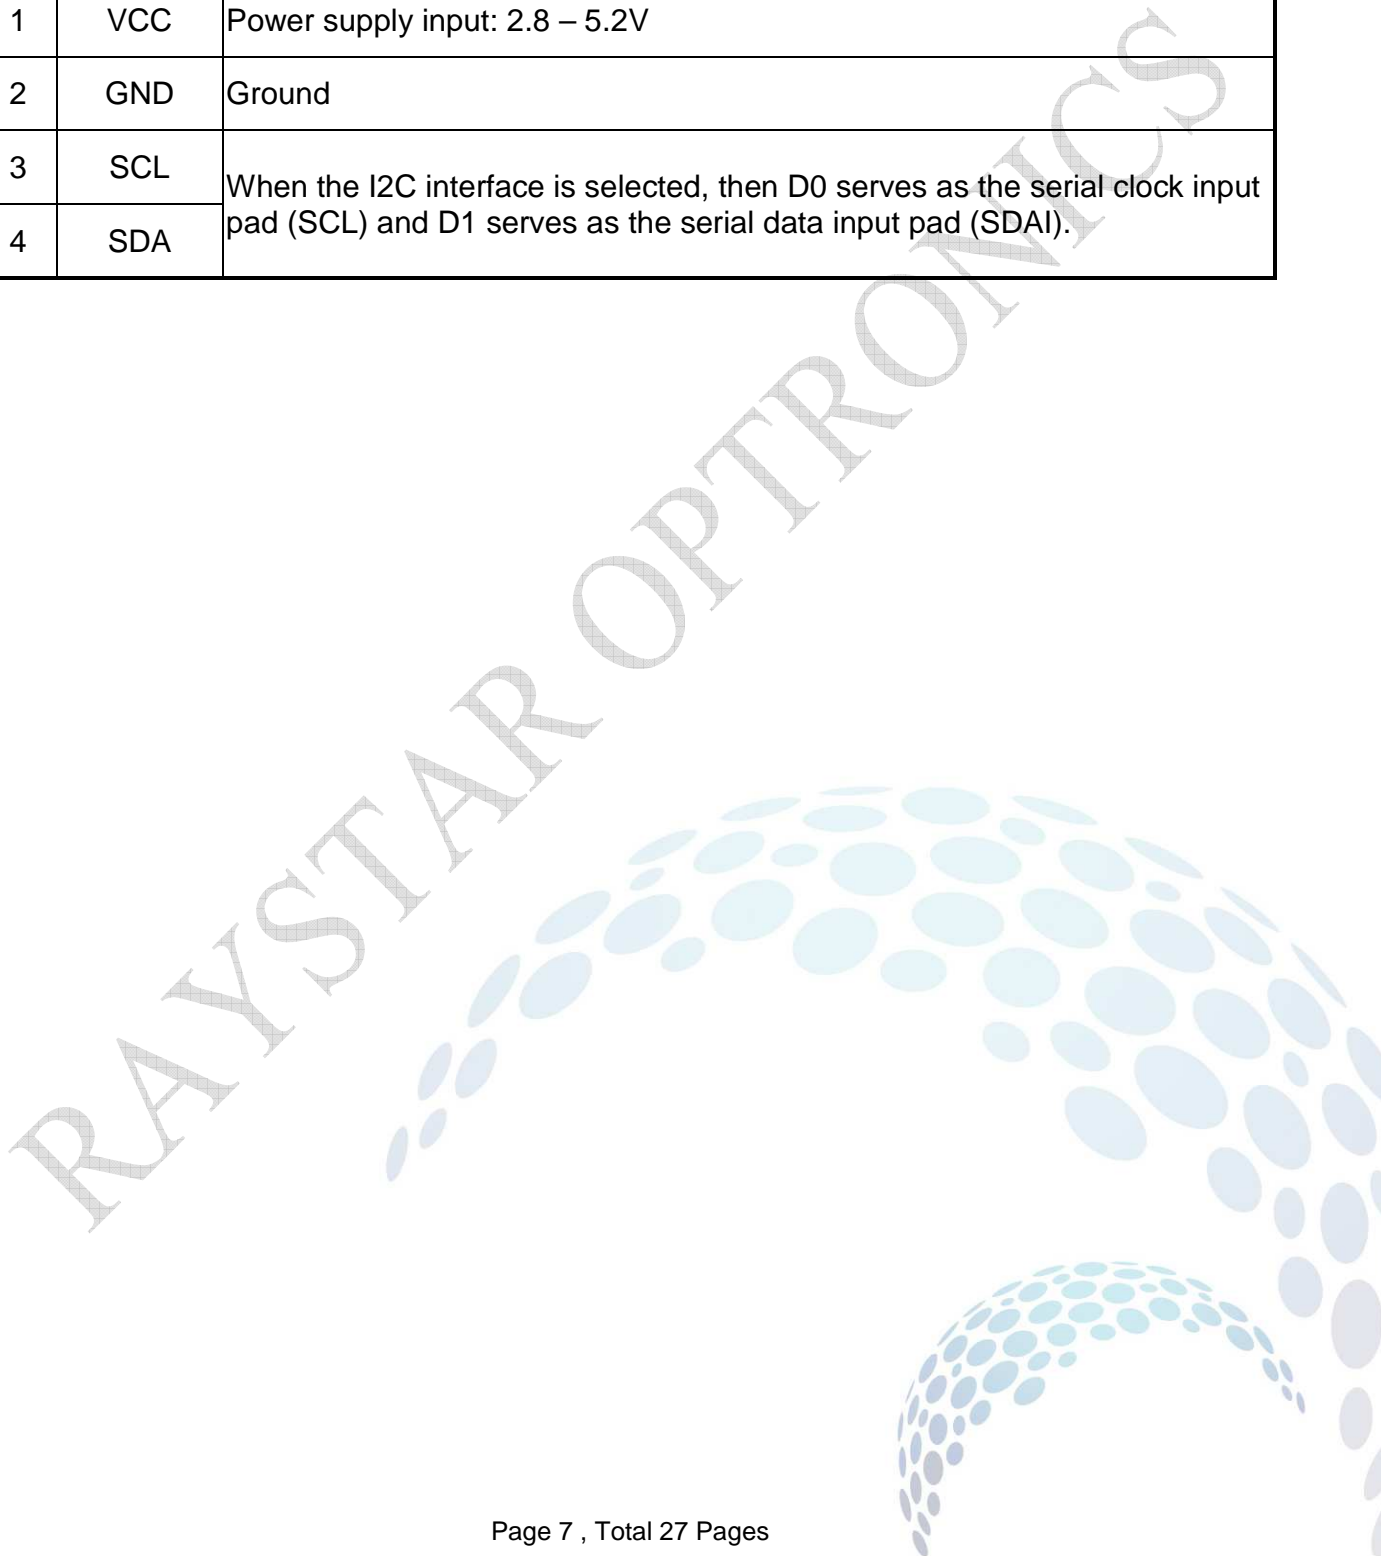 1 VCC Power supply input: 2.8 – 5.2V
2 GND Ground
3 SCL
When the I2C interface is selected, then D0 serves as the serial clock input
pad (SCL) and D1 serves as the serial data input pad (SDAI).
4 SDA
RAYSTAR OPTRONICS
Page 7 , Total 27 Pages